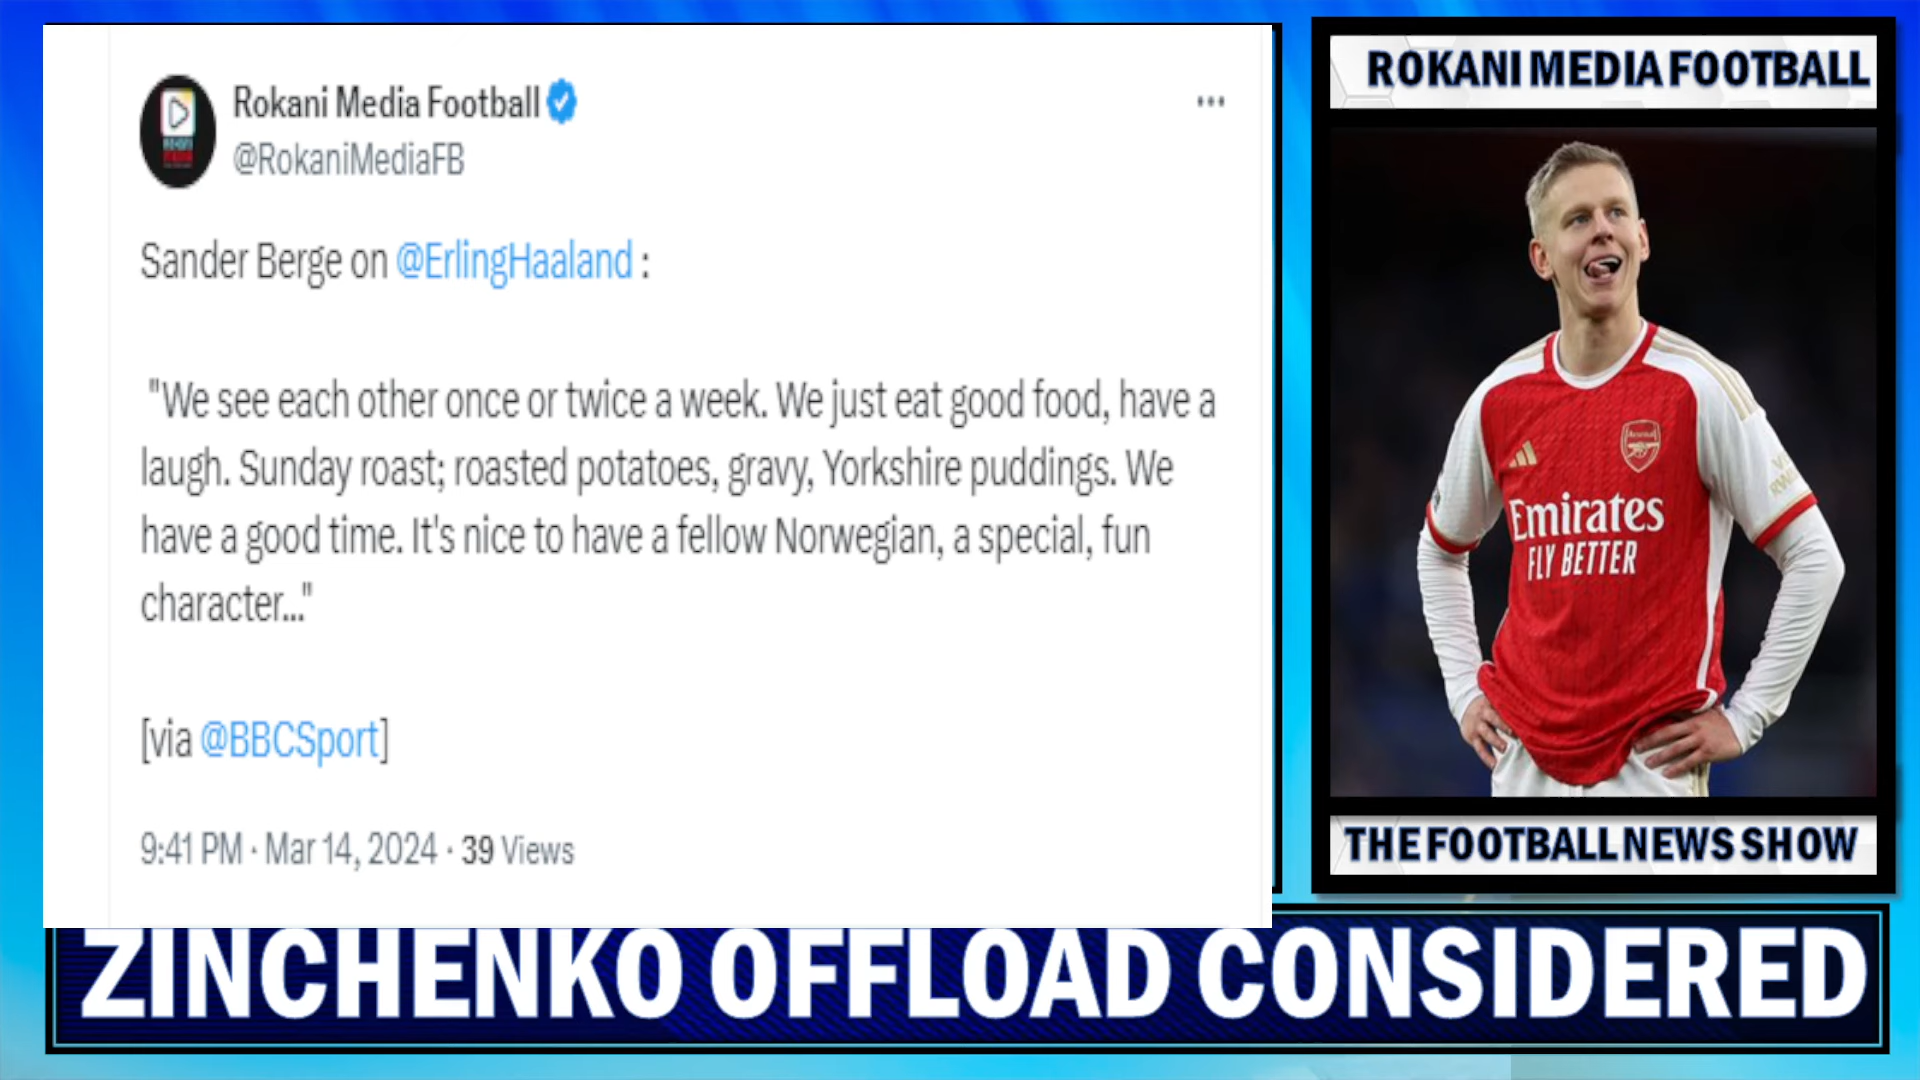 Rokani Media Football
@RokaniMediaFB
...
Sander Berge on @ErlingHaaland :
"We see each other once or twice a week. We just eat good food, have a
laugh. Sunday roast; roasted potatoes, gravy, Yorkshire puddings. We
have a good time. It's nice to have a fellow Norwegian, a special, fun
character..."
[via @BBCSport]
9:41 PM · Mar 14, 2024 · 39 Views
ROKANI MEDIA FOOTBALL
Arsenal
Emirates
FLY BETTER
THE FOOTBALL NEWS SHOW
ZINCHENKO OFFLOAD CONSIDERED